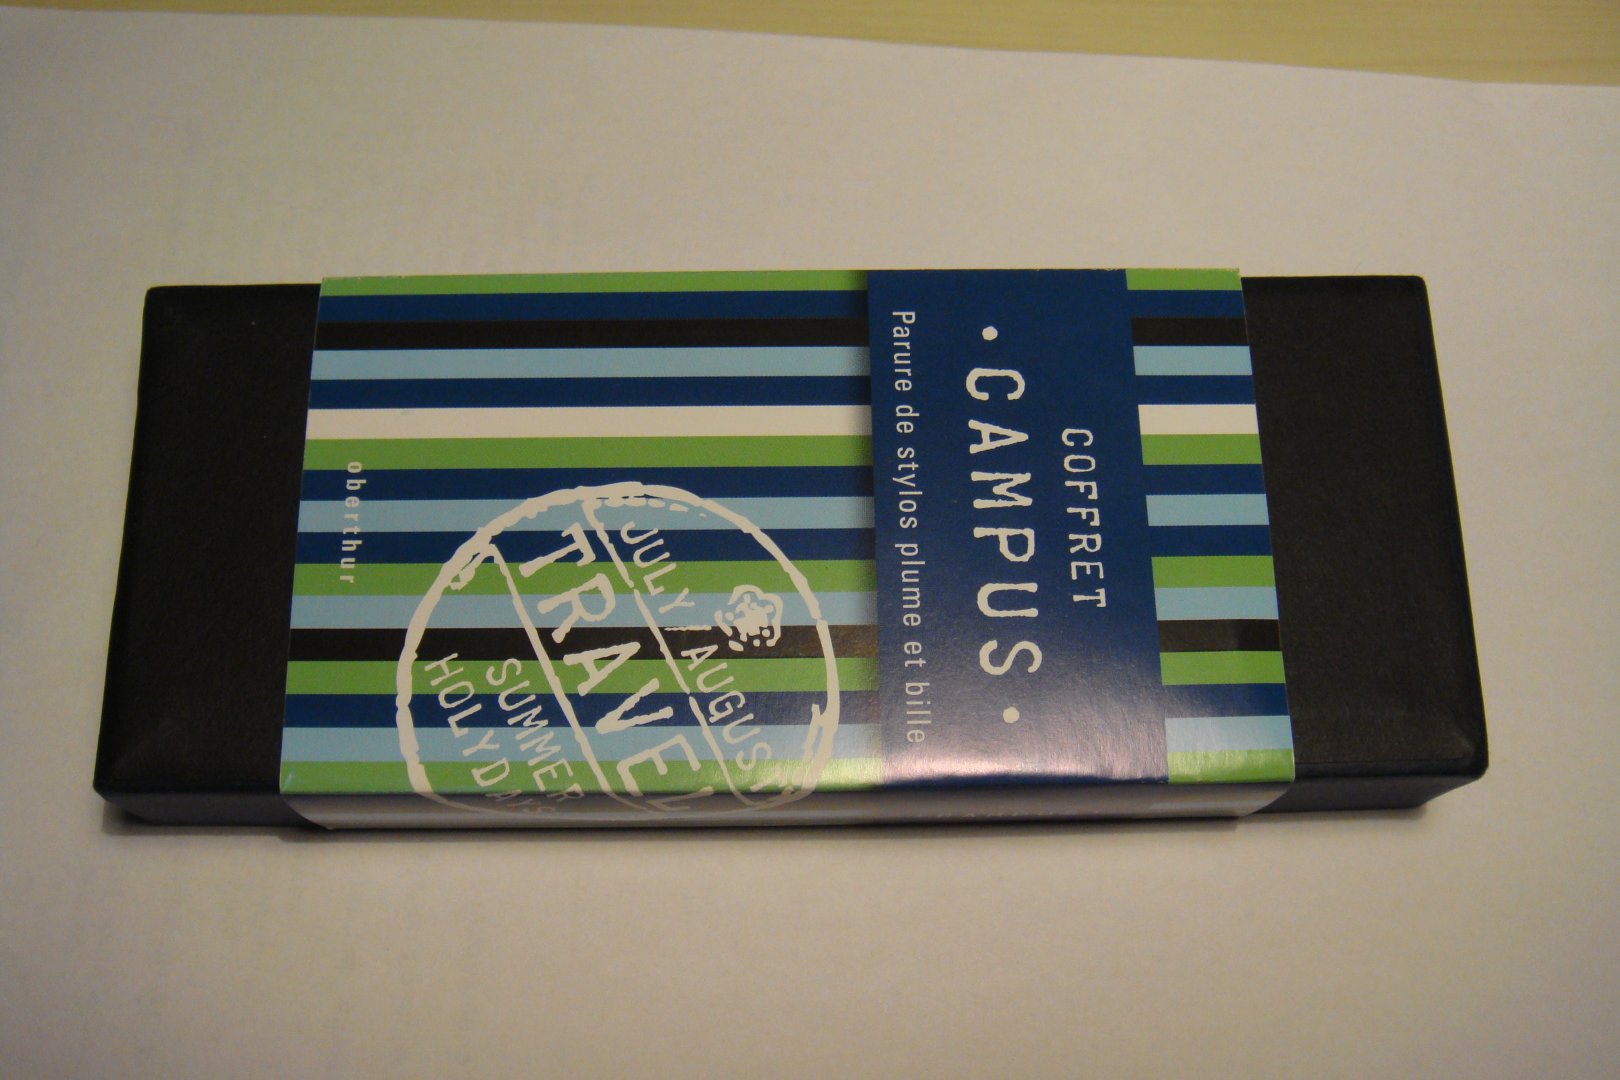 COFFRET
• CAMPUS •
Parure de stylos plume et bille
JULY / AUGUST
TRAVEL
SUMMER
HOLYDAYS
oberthur